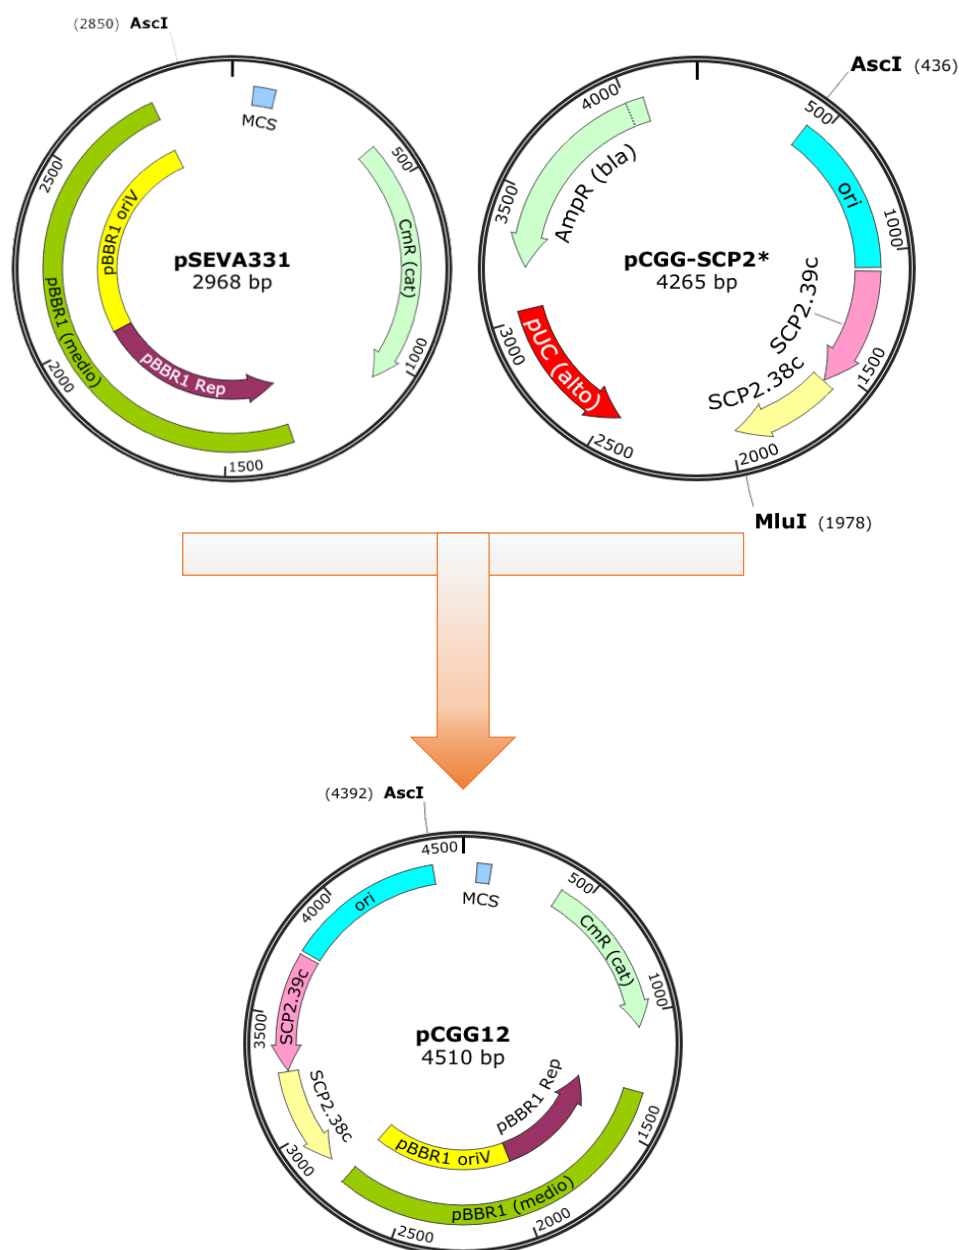 (2850) AscI
MCS
500
CmR (cat)
1000
1500
2000
2500
pBBR1 oriV
pBBR1 (medio)
pBBR1 Rep
pSEVA331
2968 bp
AscI (436)
500
ori
1000
SCP2.39c
1500
SCP2.38c
2000
MluI (1978)
2500
pUC (alto)
3000
3500
AmpR (bla)
4000
pCGG-SCP2*
4265 bp
(4392) AscI
4500
MCS
500
CmR (cat)
1000
1500
pBBR1 Rep
pBBR1 oriV
pBBR1 (medio)
2000
2500
3000
SCP2.38c
3500
SCP2.39c
4000
ori
pCGG12
4510 bp